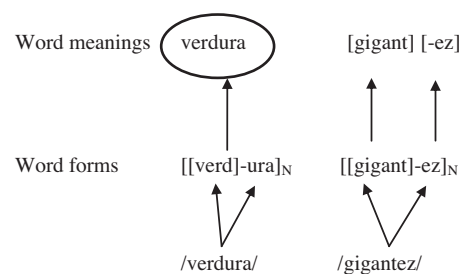 Word meanings verdura [gigant] [-ez]
Word forms [[verd]-ura]N [[gigant]-ez]N
/verdura/ /gigantez/